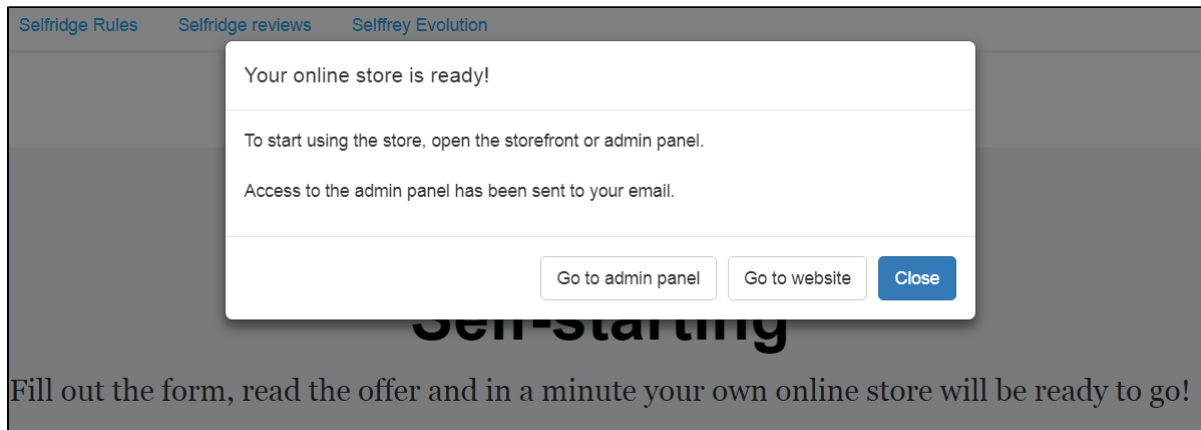 Selfridge Rules Selfridge reviews Selffrey Evolution
Your online store is ready!
To start using the store, open the storefront or admin panel.
Access to the admin panel has been sent to your email.
Go to admin panel Go to website Close
Self-starting
Fill out the form, read the offer and in a minute your own online store will be ready to go!